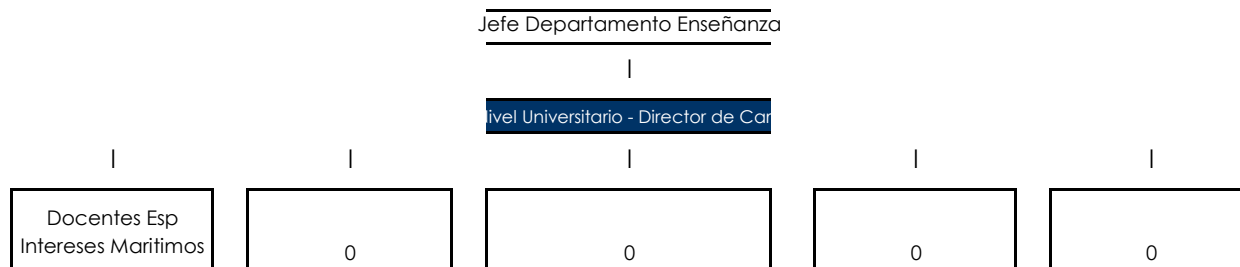 Jefe Departamento Enseñanza
ivel Universitario - Director de Car
Docentes Esp
Intereses Maritimos
0
0
0
0